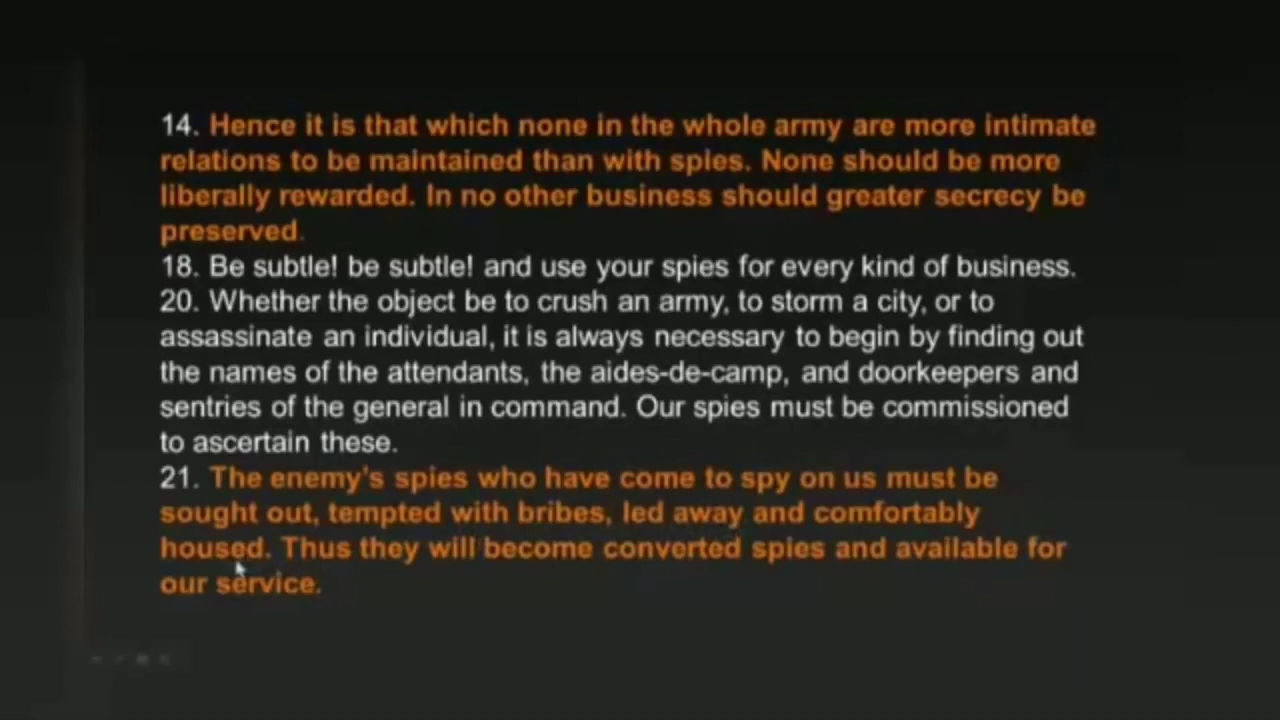 14. Hence it is that which none in the whole army are more intimate
relations to be maintained than with spies. None should be more
liberally rewarded. In no other business should greater secrecy be
preserved.
18. Be subtle! be subtle! and use your spies for every kind of business.
20. Whether the object be to crush an army, to storm a city, or to
assassinate an individual, it is always necessary to begin by finding out
the names of the attendants, the aides-de-camp, and doorkeepers and
sentries of the general in command. Our spies must be commissioned
to ascertain these.
21. The enemy's spies who have come to spy on us must be
sought out, tempted with bribes, led away and comfortably
housed. Thus they will become converted spies and available for
our service.